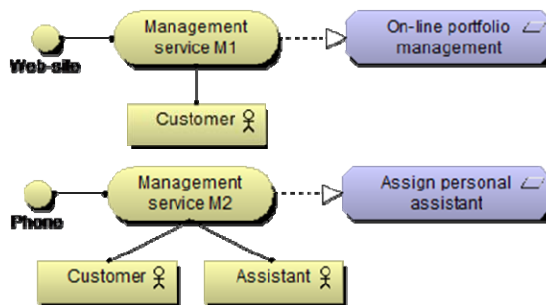 Management
service M1
On-line portfolio
management
Web-site
Customer
Management
service M2
Assign personal
assistant
Phone
Customer
Assistant